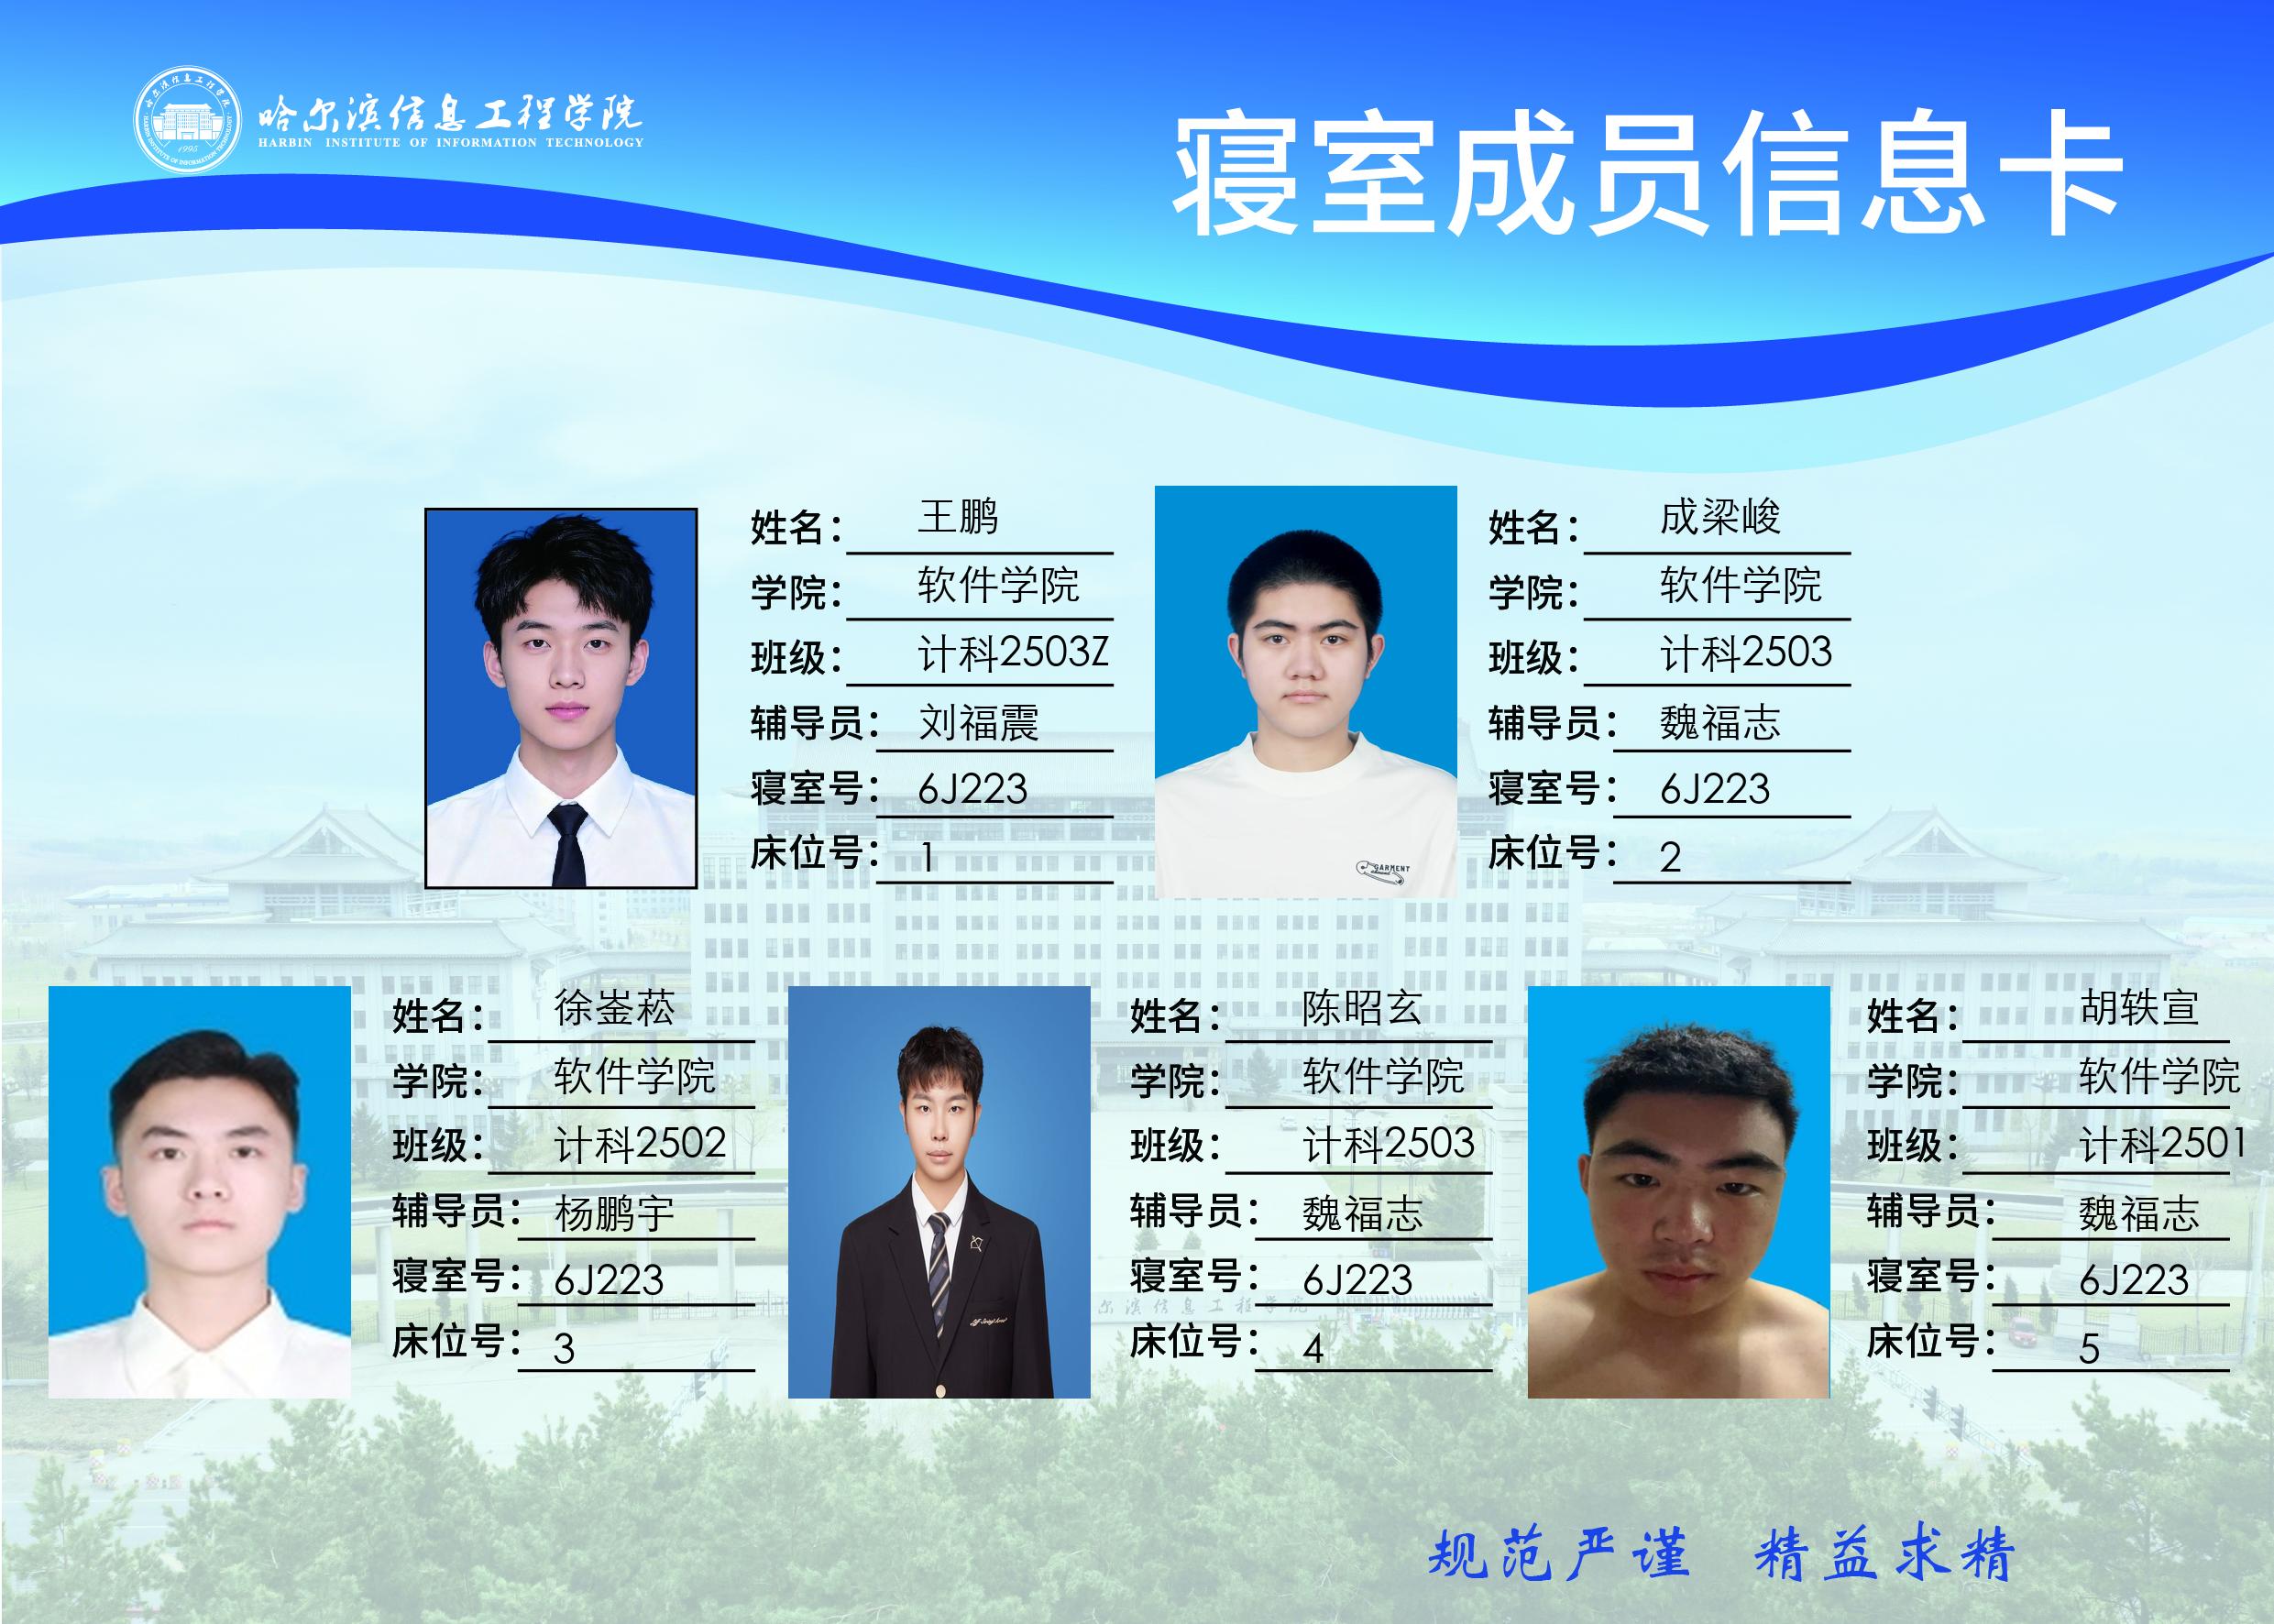 哈尔滨信息工程学院
HARBIN INSTITUTE OF INFORMATION TECHNOLOGY
1995
寝室成员信息卡
姓名： 王鹏
学院： 软件学院
班级： 计科2503Z
辅导员： 刘福震
寝室号： 6J223
床位号： 1
姓名： 成梁峻
学院： 软件学院
班级： 计科2503
辅导员： 魏福志
寝室号： 6J223
床位号： 2
GARMENT
姓名： 徐崟菘
学院： 软件学院
班级： 计科2502
辅导员： 杨鹏宇
寝室号： 6J223
床位号： 3
姓名： 陈昭玄
学院： 软件学院
班级： 计科2503
辅导员： 魏福志
寝室号： 6J223
床位号： 4
姓名： 胡轶宣
学院： 软件学院
班级： 计科2501
辅导员： 魏福志
寝室号： 6J223
床位号： 5
尔滨信息工程学院
规范严谨 精益求精